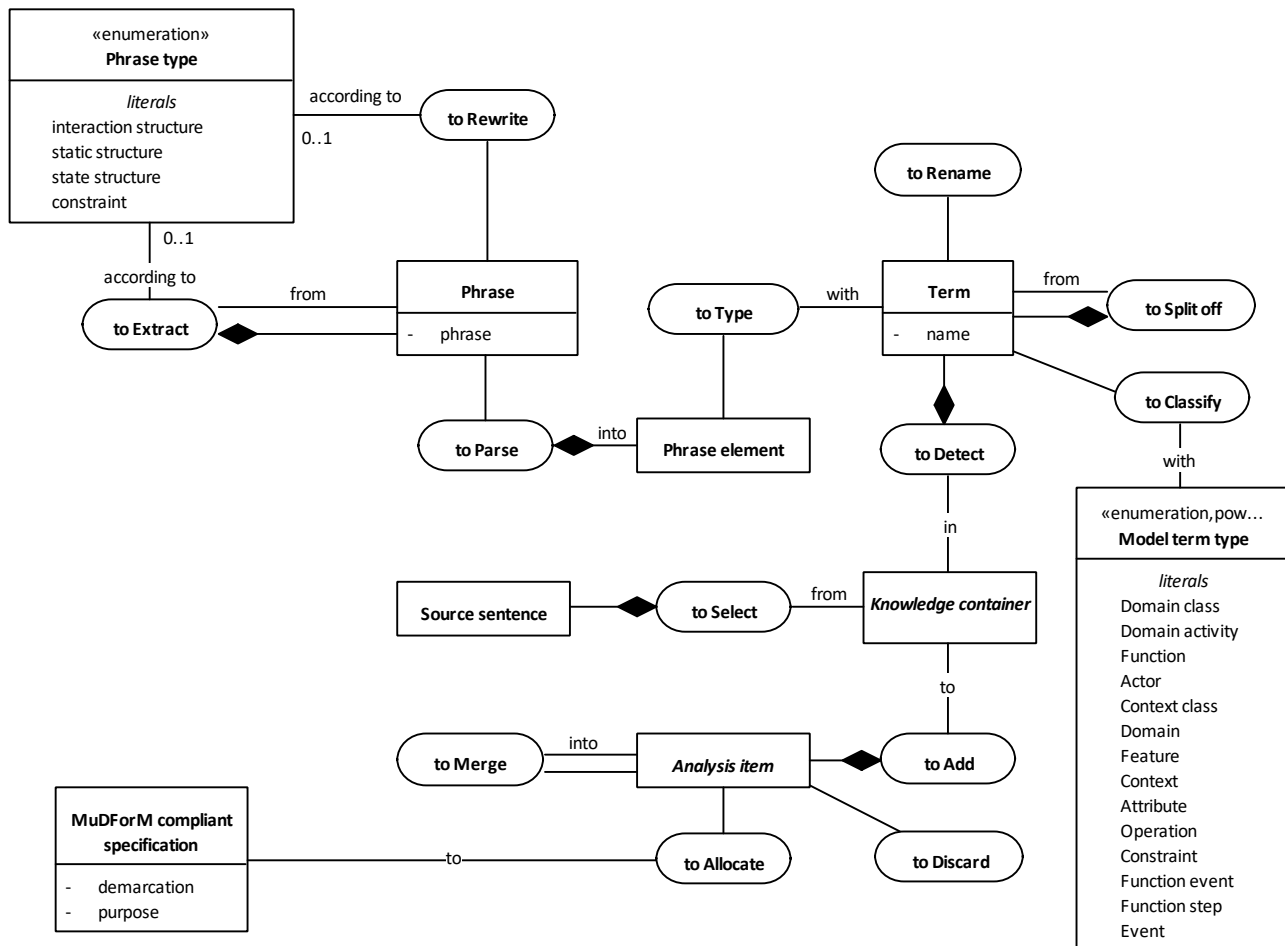 «enumeration»
Phrase type
literals
interaction structure
static structure
state structure
constraint
according to
0..1
to Rewrite
0..1
according to
to Extract
from
Phrase
- phrase
to Parse
into
Phrase element
to Type
with
to Rename
Term
- name
from
to Split off
to Classify
with
to Detect
in
«enumeration,pow...
Model term type
literals
Domain class
Domain activity
Function
Actor
Context class
Domain
Feature
Context
Attribute
Operation
Constraint
Function event
Function step
Event
Source sentence
to Select
from
Knowledge container
to
to Merge
into
Analysis item
to Add
MuDForM compliant
specification
- demarcation
- purpose
to
to Allocate
to Discard